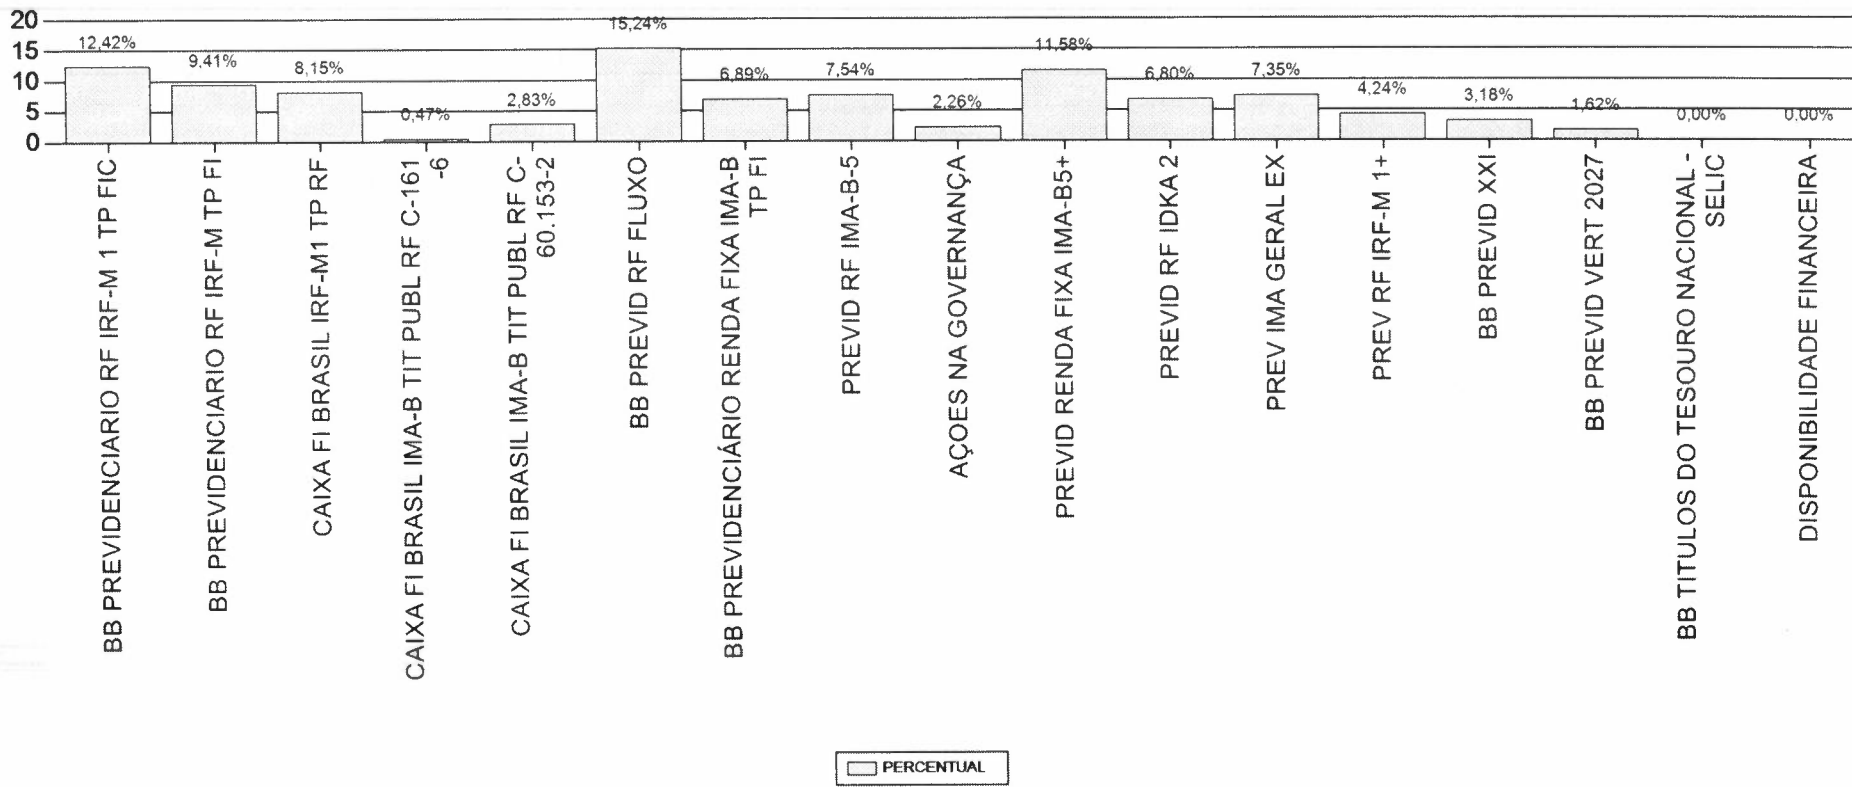 20
15
10
5
0
12,42%
9,41%
8,15%
0,47%
2,83%
15,24%
6,89%
7,54%
2,26%
11,58%
6,80%
7,35%
4,24%
3,18%
1,62%
0,00%
0,00%
BB PREVIDENCIARIO RF IRF-M 1 TP FIC
BB PREVIDENCIARIO RF IRF-M TP FI
CAIXA FI BRASIL IRF-M1 TP RF
CAIXA FI BRASIL IMA-B TIT PUBL RF C-161
-6
CAIXA FI BRASIL IMA-B TIT PUBL RF C-
60.153-2
BB PREVID RF FLUXO
BB PREVIDENCIÁRIO RENDA FIXA IMA-B
TP FI
PREVID RF IMA-B-5
AÇOES NA GOVERNANÇA
PREVID RENDA FIXA IMA-B5+
PREVID RF IDKA 2
PREV IMA GERAL EX
PREV RF IRF-M 1+
BB PREVID XXI
BB PREVID VERT 2027
BB TITULOS DO TESOURO NACIONAL -
SELIC
DISPONIBILIDADE FINANCEIRA
PERCENTUAL